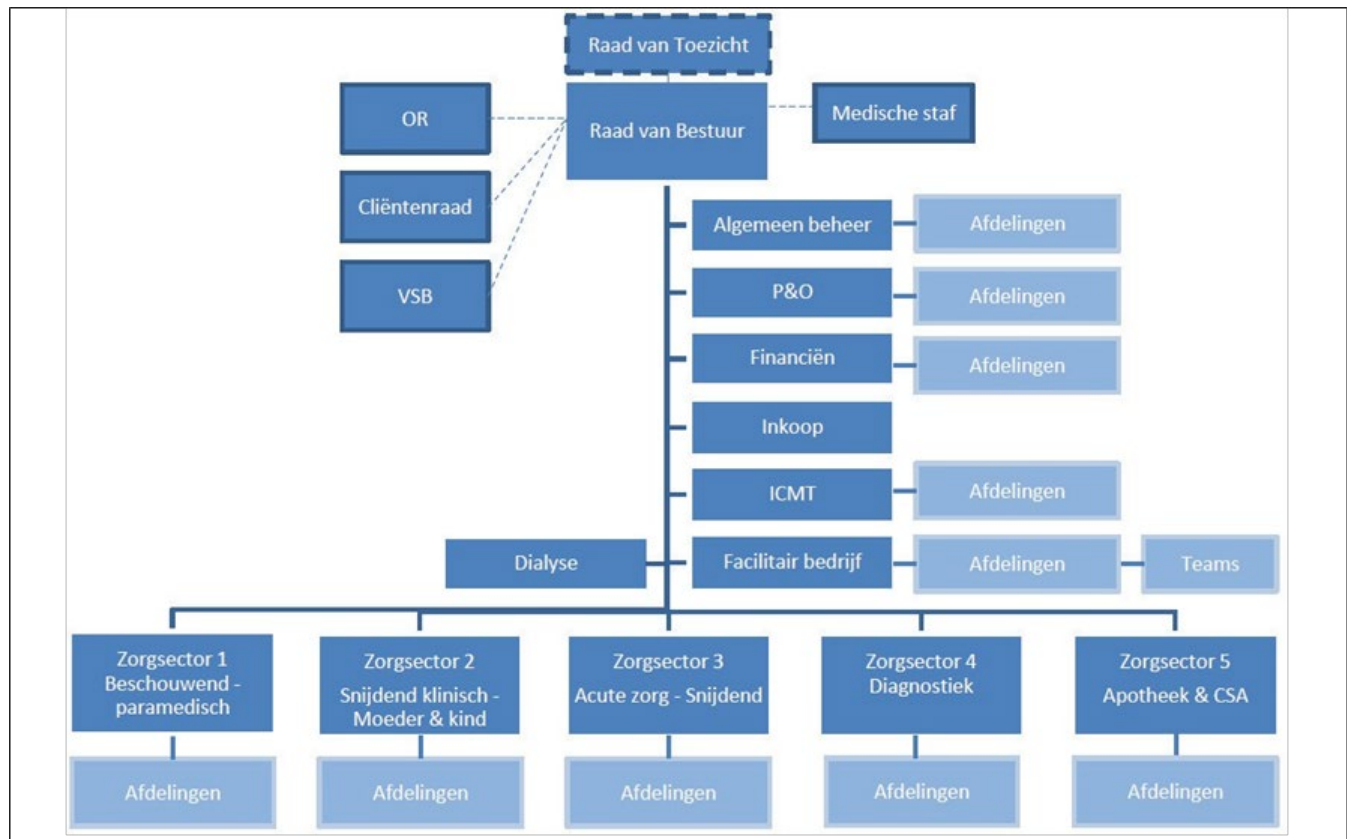 Raad van Toezicht
Raad van Bestuur
OR
Medische staf
Cliëntenraad
VSB
Algemeen beheer
Afdelingen
P&O
Afdelingen
Financiën
Afdelingen
Inkoop
ICMT
Afdelingen
Dialyse
Facilitair bedrijf
Afdelingen
Teams
Zorgsector 1
Beschouwend -
paramedisch
Zorgsector 2
Snijdend klinisch -
Moeder & kind
Zorgsector 3
Acute zorg - Snijdend
Zorgsector 4
Diagnostiek
Zorgsector 5
Apotheek & CSA
Afdelingen
Afdelingen
Afdelingen
Afdelingen
Afdelingen